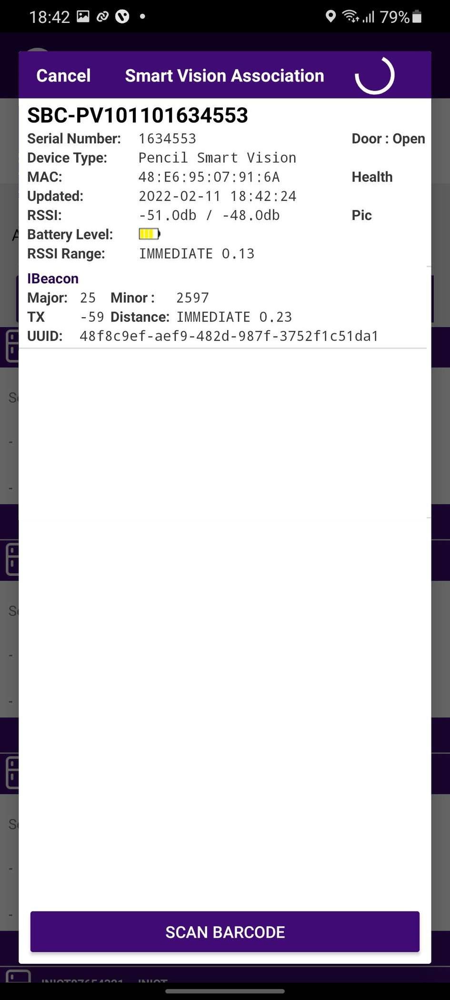 18:42 79%
Cancel Smart Vision Association
SBC-PV101101634553
Serial Number: 1634553 Door : Open
Device Type: Pencil Smart Vision
MAC: 48:E6:95:07:91:6A Health
Updated: 2022-02-11 18:42:24
RSSI: -51.0db / -48.0db Pic
A Battery Level:
RSSI Range: IMMEDIATE 0.13
IBeacon
Major: 25 Minor : 2597
TX -59 Distance: IMMEDIATE 0.23
UUID: 48f8c9ef-aef9-482d-987f-3752f1c51da1
-
-
-
-
-
-
SCAN BARCODE